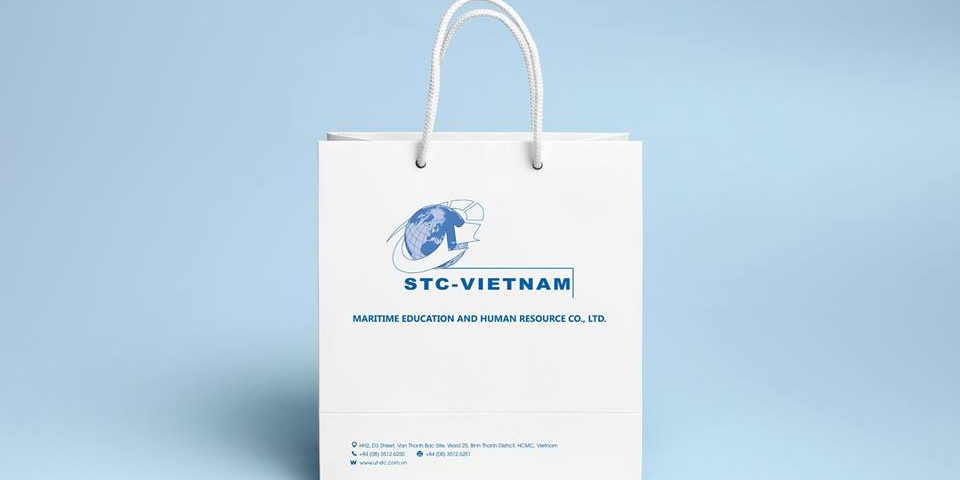 STC-VIETNAM
MARITIME EDUCATION AND HUMAN RESOURCE CO., LTD.
HH2, D3 Street, Van Thanh Bac Site. Ward 25, Binh Thanh District. HCMC, Vietnam
+84 (08) 3512 6250 +84 (08) 3512 6251
www.ut-stc.com.vn